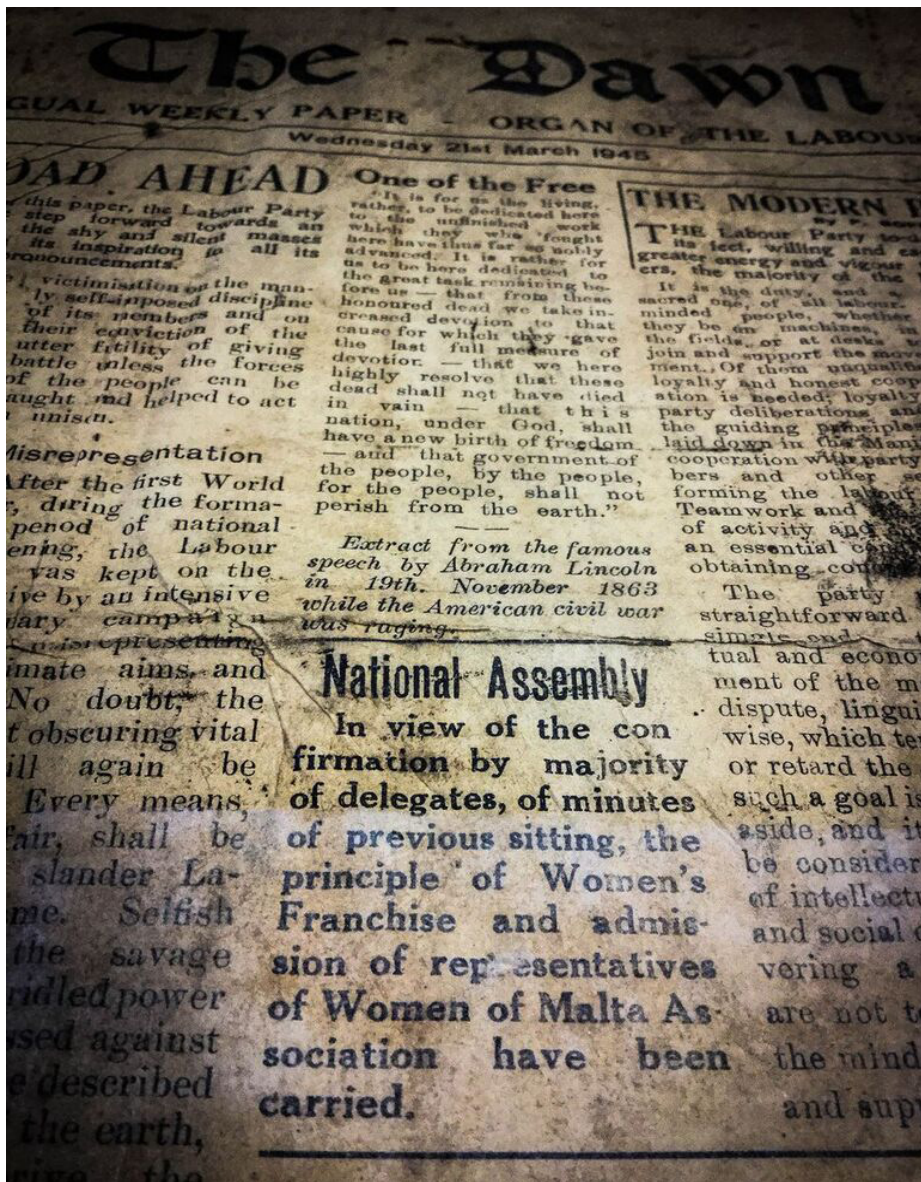 The Dawn
GUAL WEEKLY PAPER - ORGAN OF THE LABOU
Wednesday 21st March 1945
OAD AHEAD
this paper, the Labour Party
step forward towards an
the shy and silent masses
its inspiration in all its
pronouncements.
victimisation on the man-
ly self-inposed discipline
of its members and on
their conviction of the
utter futility of giving
battle unless the forces
of the people can be
aught and helped to act
unison.
Misrepresentation
After the first World
, during the forma-
period of national
ening, the Labour
was kept on the
ive by an intensive
dary campaign
misrepresenting
imate aims, and
No doubt, the
t obscuring vital
ill again be
Every means,
fair, shall be
slander La-
me. Selfish
the savage
ridled power
sed against
e described
the earth,
the
One of the Free
"It is for us the living,
rather, to be dedicated here
to the unfinished work
which they who fought
here have thus far so nobly
advanced. It is rather for
us to be here dedicated to
the great task remaining be-
fore us — that from these
honoured dead we take in-
creased devotion to that
cause for which they gave
the last full measure of
devotior. — that we here
highly resolve that these
dead shall not have died
in vain — that this
nation, under God, shall
have a new birth of freedom
— and that government of
the people, by the people,
for the people, shall not
perish from the earth."
Extract from the famous
speech by Abraham Lincoln
in 19th. November 1863
while the American civil war
was raging.
National Assembly
In view of the con
firmation by majority
of delegates, of minutes
of previous sitting, the
principle of Women's
Franchise and admis-
sion of representatives
of Women of Malta As-
sociation have been
carried.
THE MODERN
THE Labour Party
its feet, willing and
greater energy and vigour
ers, the majority of the
It is the duty, and a
sacred one, of all labour-
minded people, whether
they be on machines, in
the fields, or at desks
join and support the mov
ment. Of them unquali
loyalty and honest coop
ation is needed; loyalty
party deliberations an
the guiding principles
laid down in the Mani
cooperation with party
bers and other
forming the labour
Teamwork and
of activity and
an essential
obtaining
The party
straightforward
simple and
tual and econo
ment of the m
dispute, lingui
wise, which te
or retard the
such a goal is
aside, and i
be consider
of intellect
and social
vering a
are not t
the mind
and supp